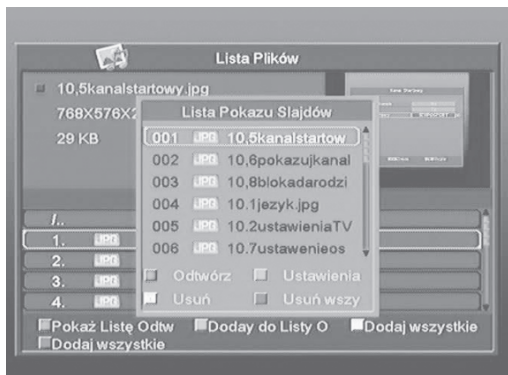 Lista Plików
10,5kanalstartowy.jpg
768X576X2
29 KB
Lista Pokazu Slajdów
001 JPG 10,5kanalstartow
002 JPG 10,6pokazujkanal
003 JPG 10,8blokadarodzi
004 JPG 10.1jezyk.jpg
005 JPG 10.2ustawieniaTV
006 JPG 10.7ustawenieos
Odtwórz Ustawienia
Usuń Usuń wszy
/..
1. JPG
2. JPG
3. JPG
4. JPG
Pokaż Listę Odtw Doday do Listy O Dodaj wszystkie
Dodaj wszystkie